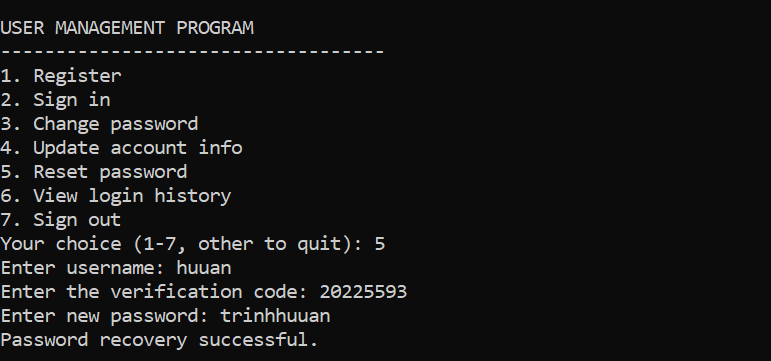 USER MANAGEMENT PROGRAM
-----------------------------------
1. Register
2. Sign in
3. Change password
4. Update account info
5. Reset password
6. View login history
7. Sign out
Your choice (1-7, other to quit): 5
Enter username: huuan
Enter the verification code: 20225593
Enter new password: trinhhuuan
Password recovery successful.